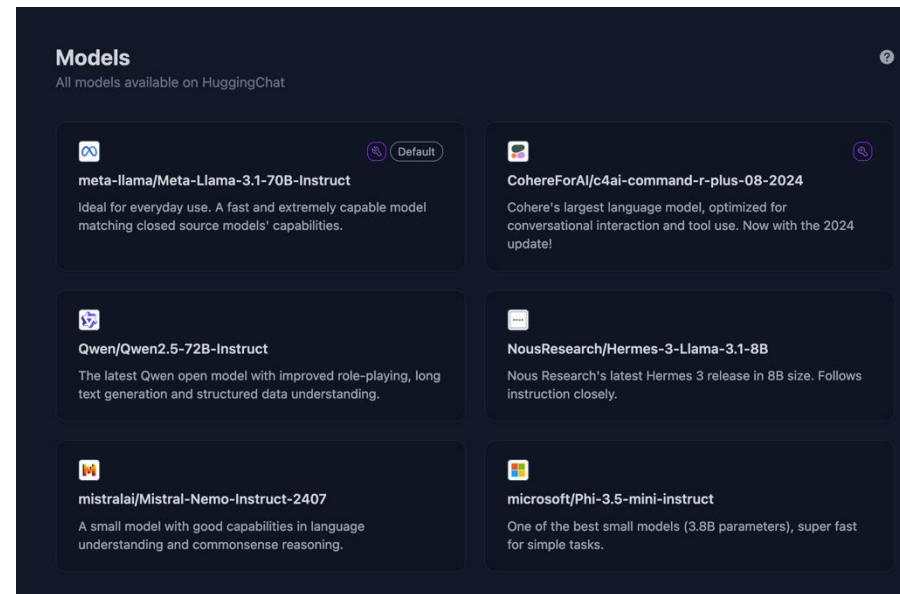 Models
All models available on HuggingChat
Default
meta-llama/Meta-Llama-3.1-70B-Instruct
Ideal for everyday use. A fast and extremely capable model
matching closed source models' capabilities.
CohereForAI/c4ai-command-r-plus-08-2024
Cohere's largest language model, optimized for
conversational interaction and tool use. Now with the 2024
update!
Qwen/Qwen2.5-72B-Instruct
The latest Qwen open model with improved role-playing, long
text generation and structured data understanding.
NousResearch/Hermes-3-Llama-3.1-8B
Nous Research's latest Hermes 3 release in 8B size. Follows
instruction closely.
mistralai/Mistral-Nemo-Instruct-2407
A small model with good capabilities in language
understanding and commonsense reasoning.
microsoft/Phi-3.5-mini-instruct
One of the best small models (3.8B parameters), super fast
for simple tasks.